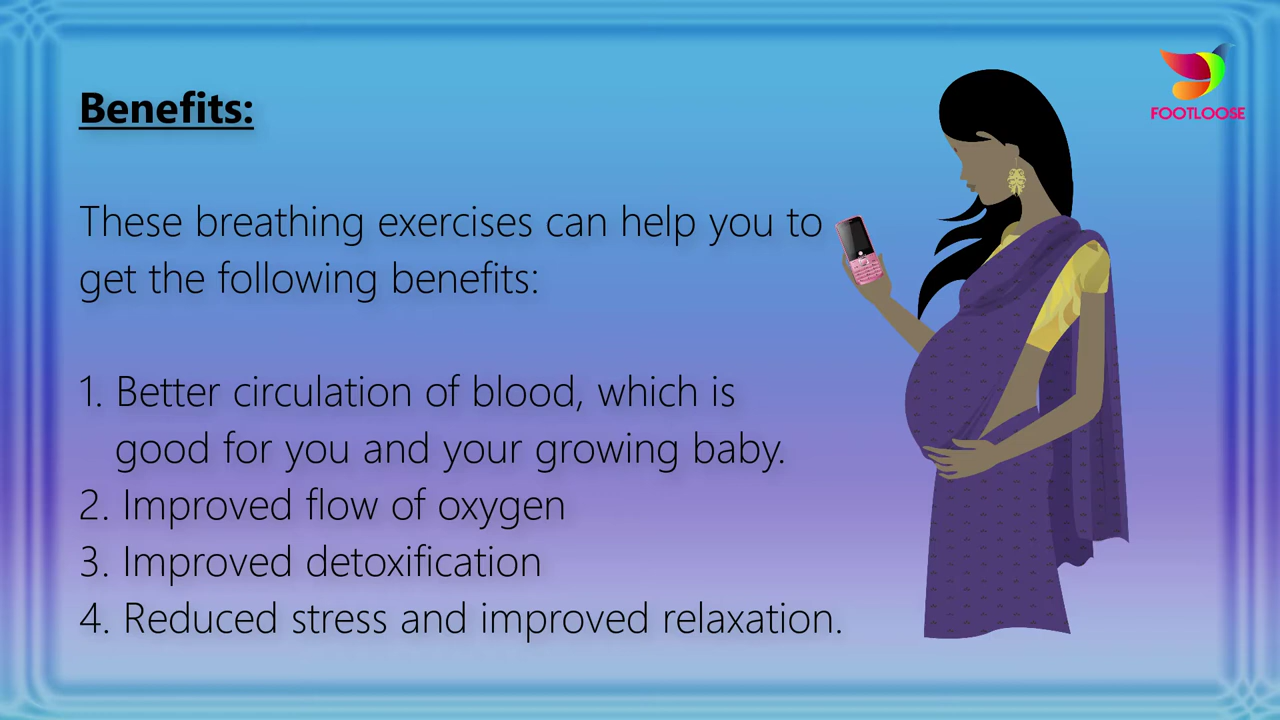 Benefits:
FOOTLOOSE
These breathing exercises can help you to
get the following benefits:
1. Better circulation of blood, which is
good for you and your growing baby.
2. Improved flow of oxygen
3. Improved detoxification
4. Reduced stress and improved relaxation.